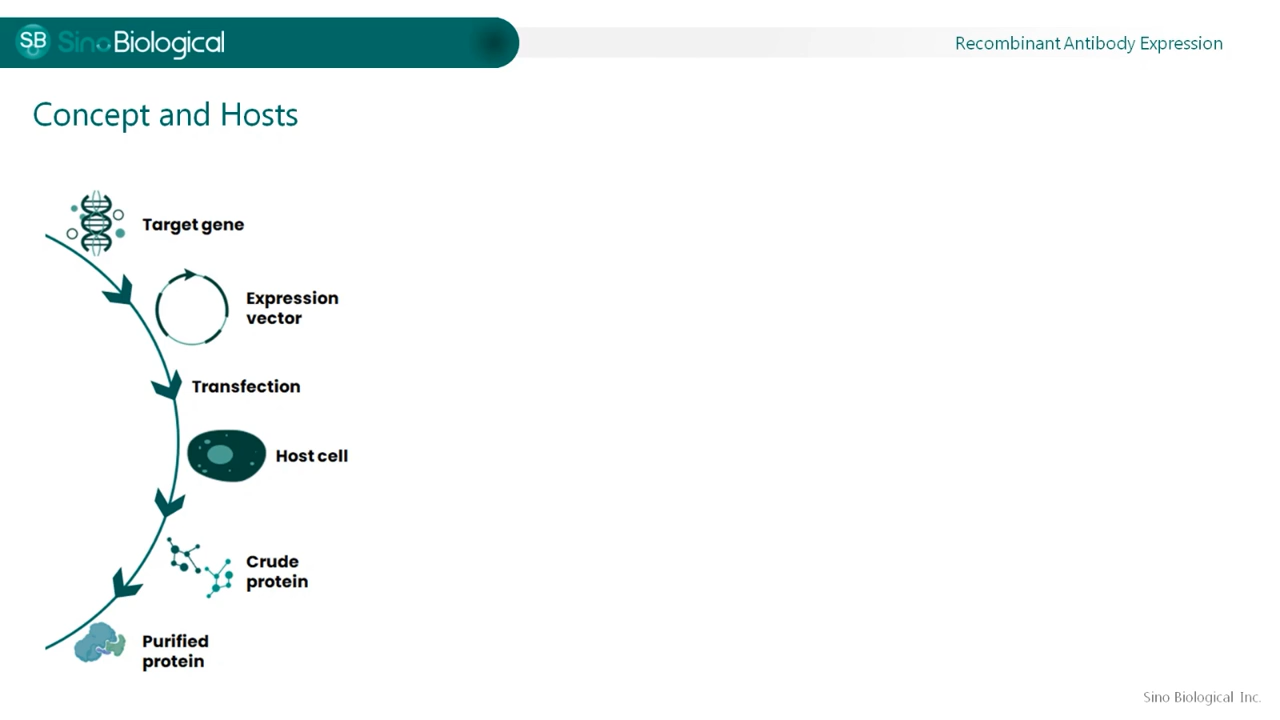 SB SinoBiological
Recombinant Antibody Expression
Concept and Hosts
Target gene
Expression
vector
Transfection
Host cell
Crude
protein
Purified
protein
Sino Biological Inc.